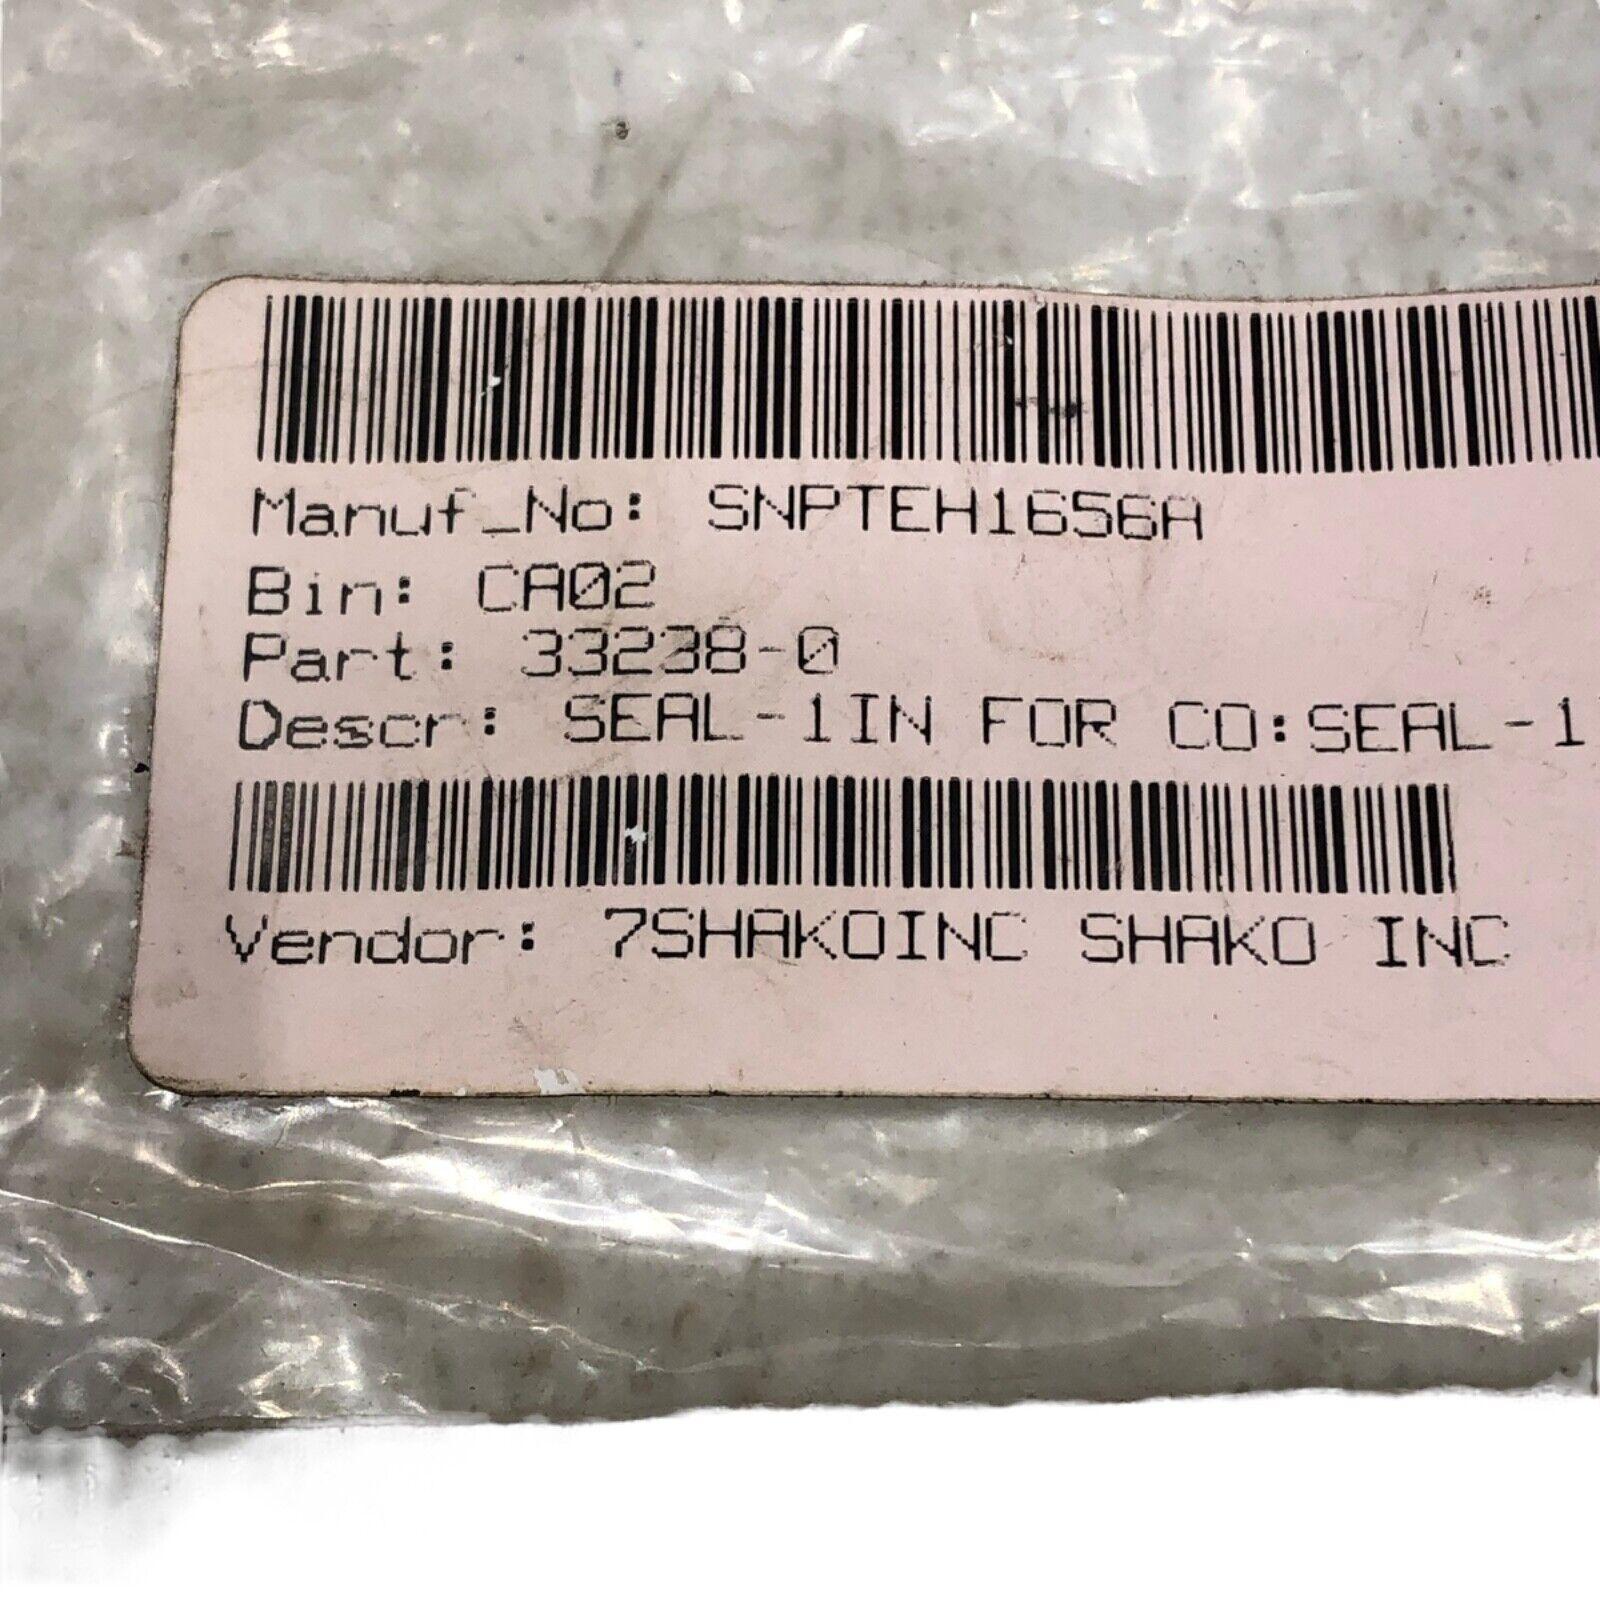 Manuf_No: SNPTEH1656A
Bin: CA02
Part: 33238-0
Descr: SEAL-1IN FOR CO:SEAL-1
Vendor: 7SHAKOINC SHAKO INC